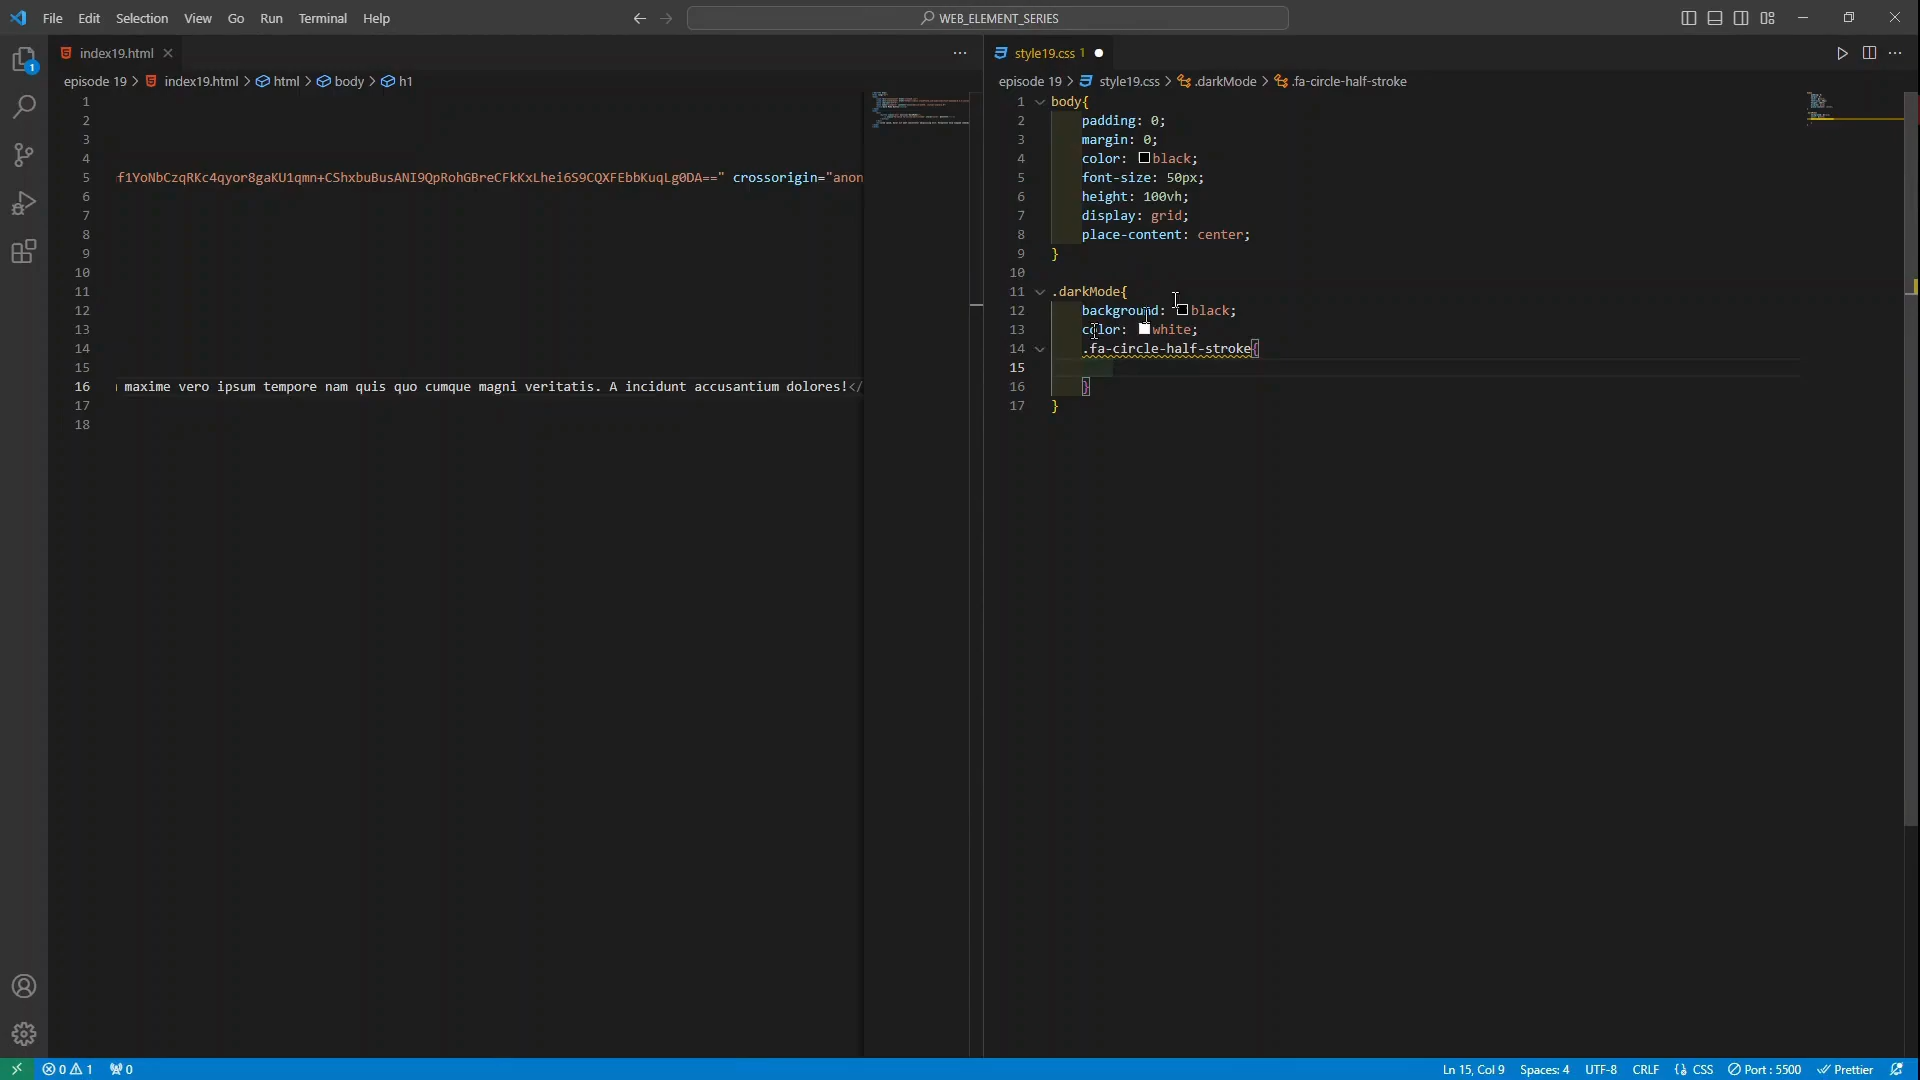 File Edit Selection View Go Run Terminal Help
WEB_ELEMENT_SERIES
index19.html
style19.css 1
episode 19 > index19.html > html > body > h1
episode 19 > style19.css > .darkMode > .fa-circle-half-stroke
1
2
3
4
5 f1YoNbCzqRKc4qyor8gaKU1qmn+CShxbuBusANI9QpRohGBreCFkKxLhei6S9CQXFEbbKuqLg0DA==" crossorigin="anon
6
7
8
9
10
11
12
13
14
15
16 maxime vero ipsum tempore nam quis quo cumque magni veritatis. A incidunt accusantium dolores!</
17
18
1 body{
2 padding: 0;
3 margin: 0;
4 color: black;
5 font-size: 50px;
6 height: 100vh;
7 display: grid;
8 place-content: center;
9 }
10
11 .darkMode{
12 background: black;
13 color: white;
14 .fa-circle-half-stroke{
15
16 }
17 }
1
0 1 0
Ln 15, Col 9 Spaces: 4 UTF-8 CRLF CSS Port : 5500 Prettier